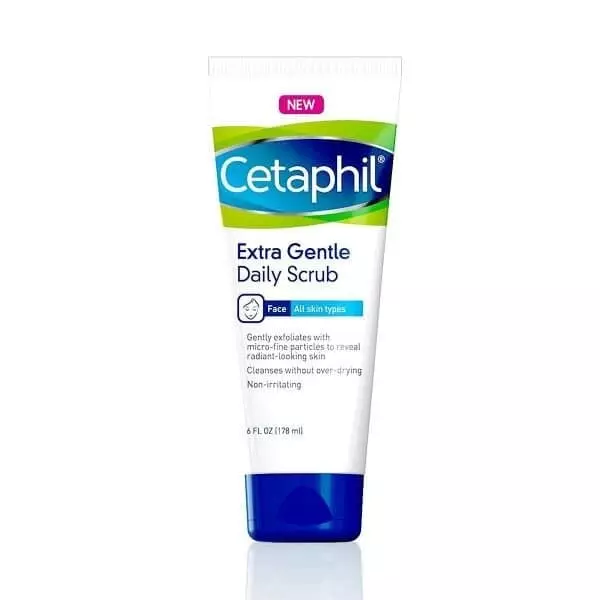 NEW
Cetaphil®
Extra Gentle
Daily Scrub
Face All skin types
Gently exfoliates with
micro-fine particles to reveal
radiant-looking skin
Cleanses without over-drying
Non-irritating
6 FL OZ (178 ml)